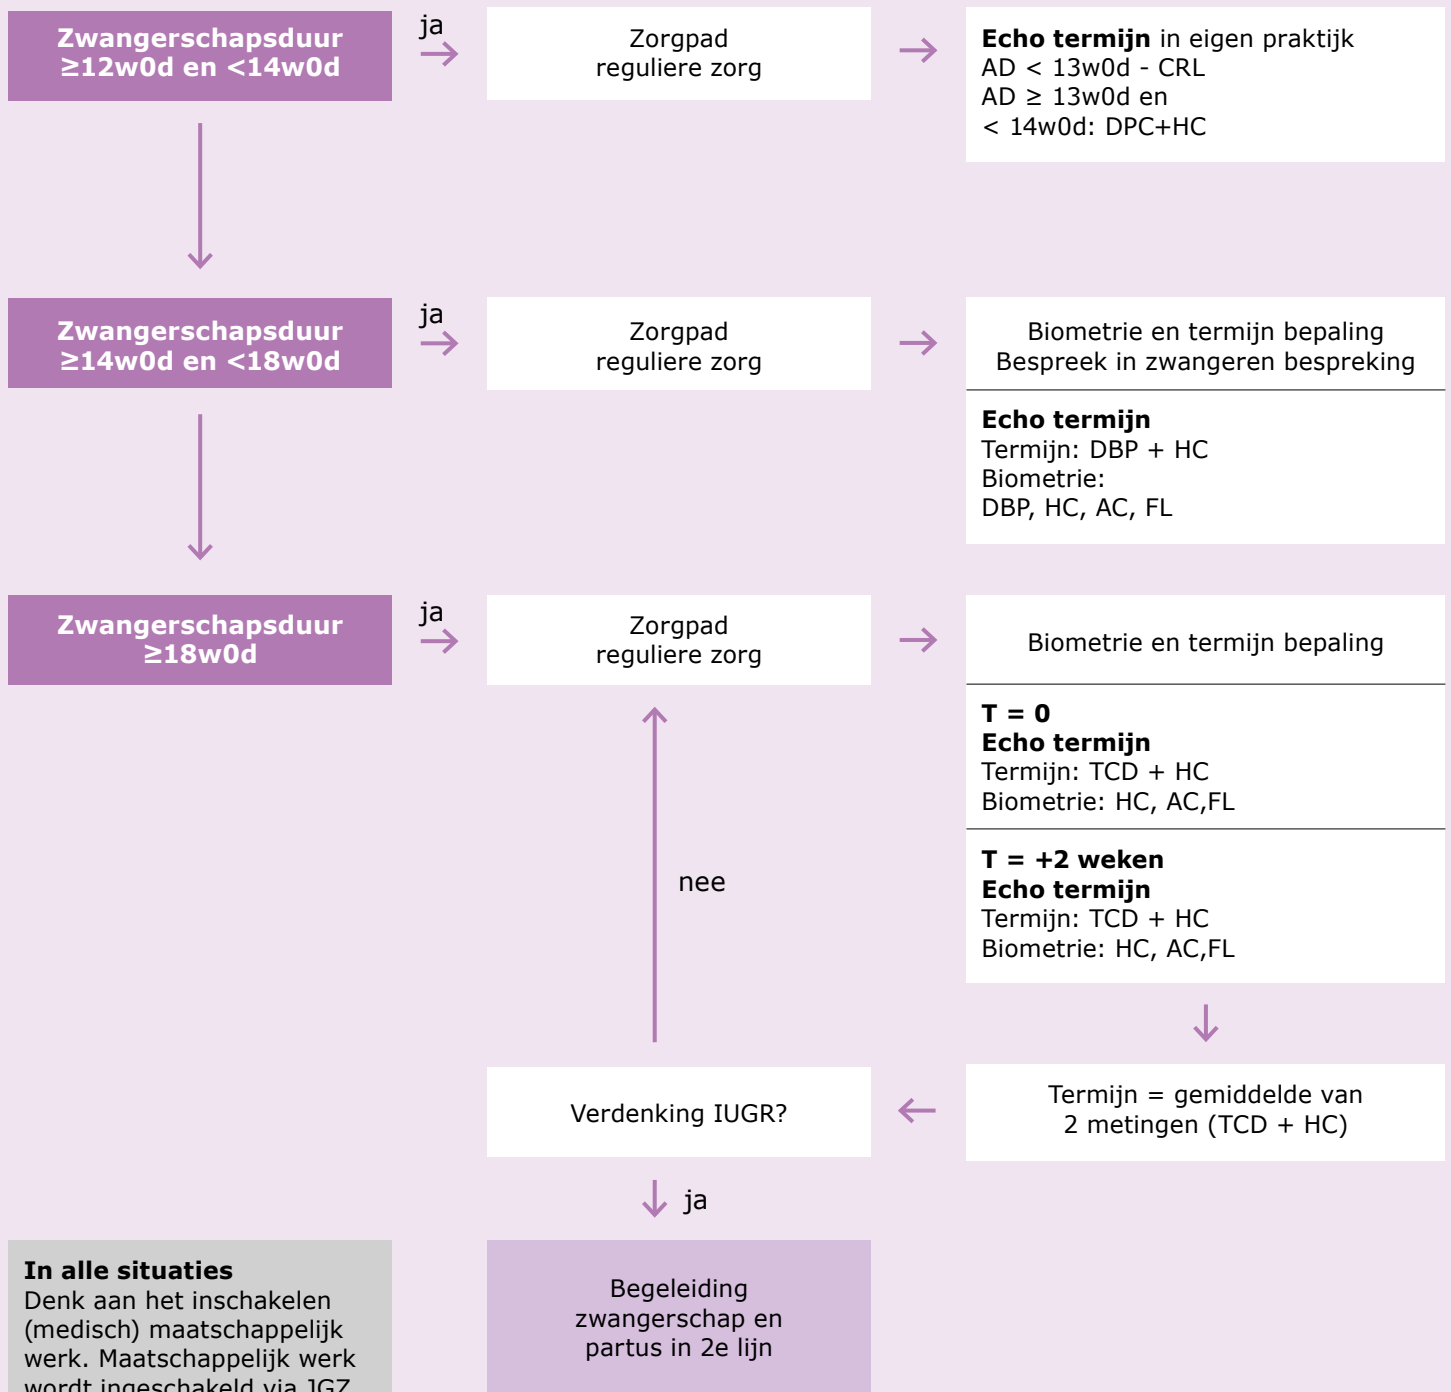 Zwangerschapsduur
≥12w0d en <14w0d
ja
Zorgpad
reguliere zorg
Echo termijn in eigen praktijk
AD < 13w0d - CRL
AD ≥ 13w0d en
< 14w0d: DPC+HC
Zwangerschapsduur
≥14w0d en <18w0d
ja
Zorgpad
reguliere zorg
Biometrie en termijn bepaling
Bespreek in zwangeren bespreking
Echo termijn
Termijn: DBP + HC
Biometrie:
DBP, HC, AC, FL
Zwangerschapsduur
≥18w0d
ja
Zorgpad
reguliere zorg
Biometrie en termijn bepaling
T = 0
Echo termijn
Termijn: TCD + HC
Biometrie: HC, AC,FL
T = +2 weken
Echo termijn
Termijn: TCD + HC
Biometrie: HC, AC,FL
nee
Termijn = gemiddelde van
2 metingen (TCD + HC)
Verdenking IUGR?
ja
Begeleiding
zwangerschap en
partus in 2e lijn
In alle situaties
Denk aan het inschakelen
(medisch) maatschappelijk
werk. Maatschappelijk werk
wordt ingeschakeld via JGZ